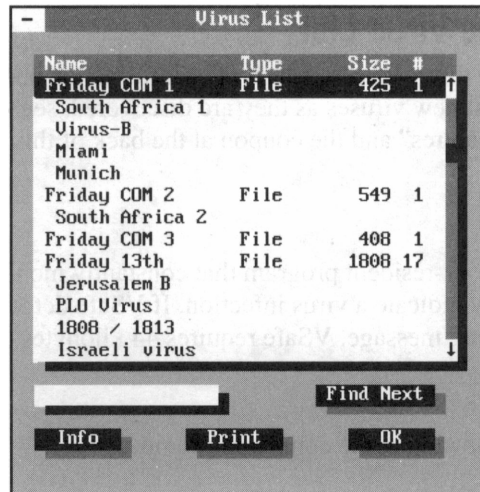 Virus List
Name Type Size #
Friday COM 1 File 425 1
South Africa 1
Virus-B
Miami
Munich
Friday COM 2 File 549 1
South Africa 2
Friday COM 3 File 408 1
Friday 13th File 1808 17
Jerusalem B
PLO Virus
1808 / 1813
Israeli virus
Find Next
Info Print OK